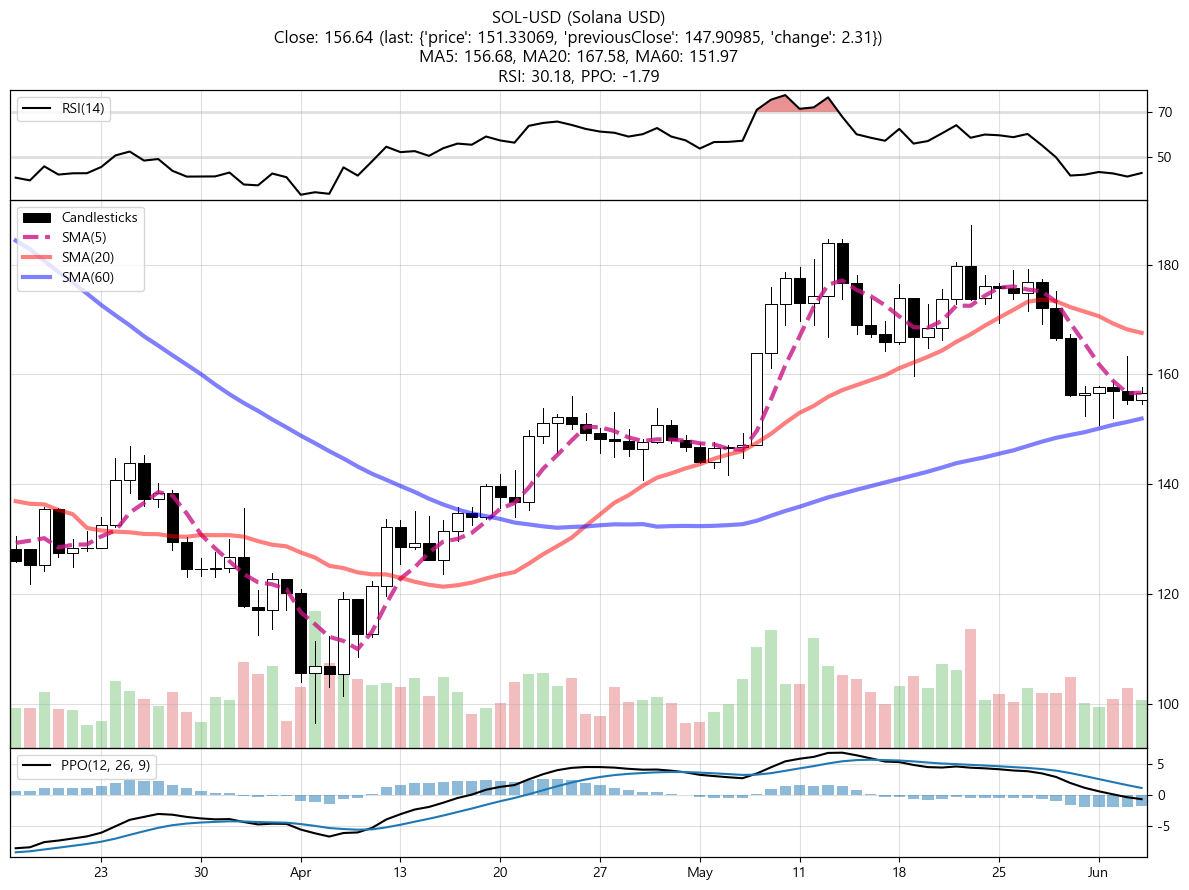 SOL-USD (Solana USD)
Close: 156.64 (last: {'price': 151.33069, 'previousClose': 147.90985, 'change': 2.31})
MA5: 156.68, MA20: 167.58, MA60: 151.97
RSI: 30.18, PPO: -1.79
RSI(14)
70
50
Candlesticks
SMA(5)
SMA(20)
SMA(60)
180
160
140
120
100
PPO(12, 26, 9)
5
0
-5
23 30 Apr 13 20 27 May 11 18 25 Jun